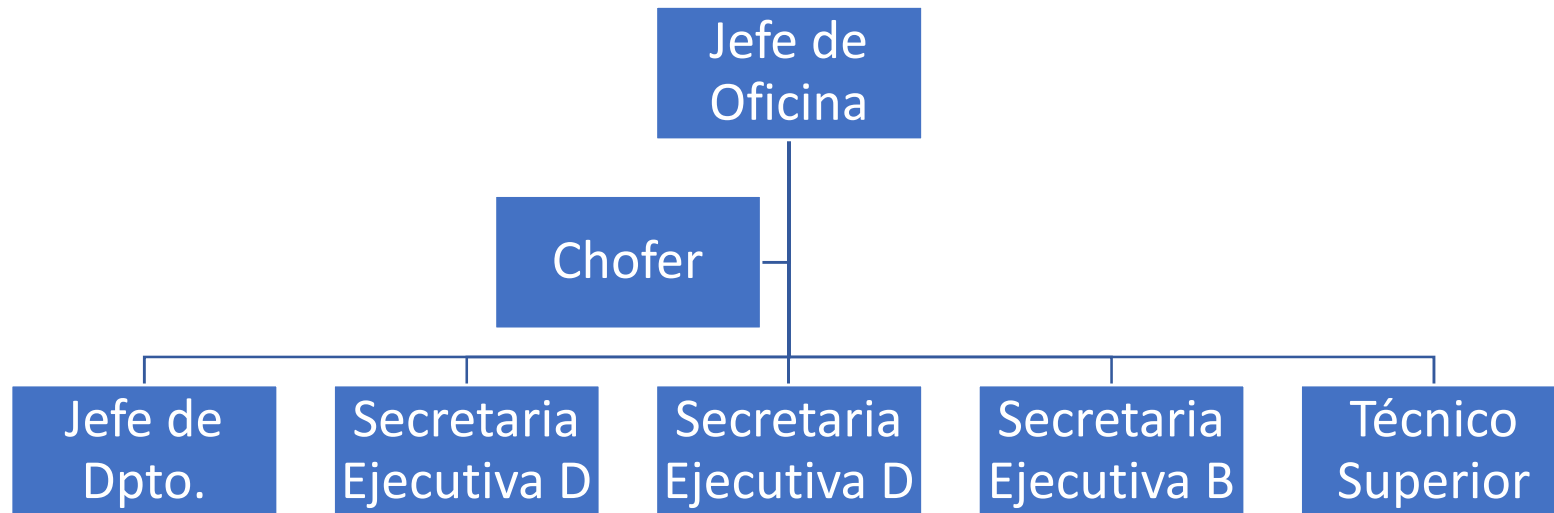 Jefe de
Oficina
Chofer
Jefe de
Dpto.
Secretaria
Ejecutiva D
Secretaria
Ejecutiva D
Secretaria
Ejecutiva B
Técnico
Superior